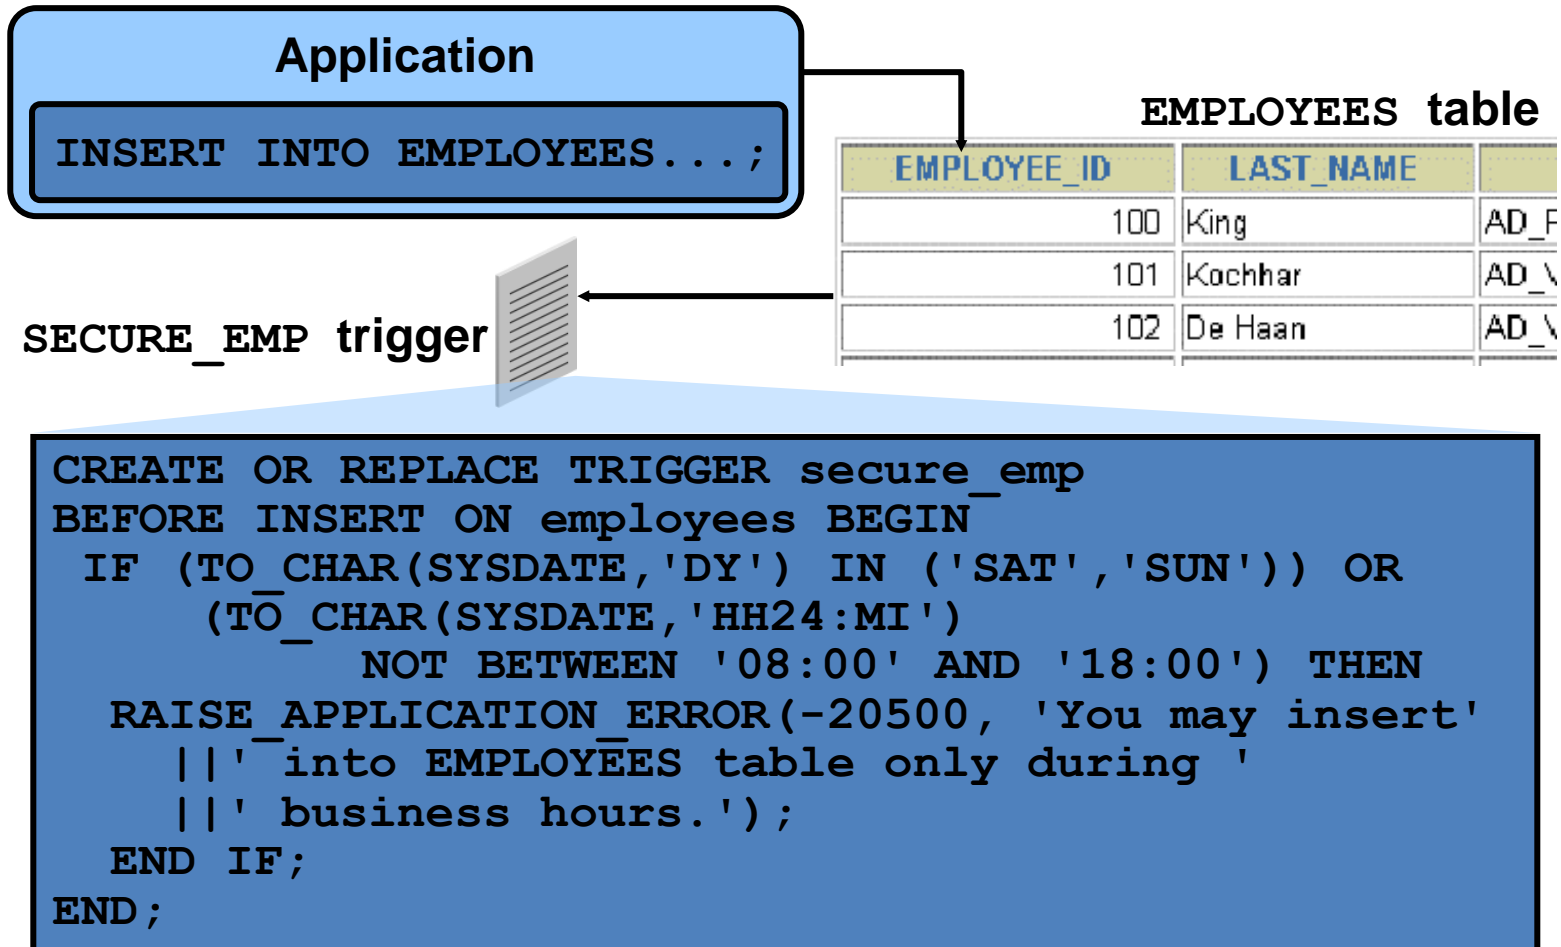 Application
INSERT INTO EMPLOYEES...;
EMPLOYEES table
EMPLOYEE_ID LAST_NAME
100 King
101 Kochhar
102 De Haan
SECURE_EMP trigger
CREATE OR REPLACE TRIGGER secure_emp
BEFORE INSERT ON employees BEGIN
IF (TO_CHAR(SYSDATE,'DY') IN ('SAT','SUN')) OR
(TO_CHAR(SYSDATE,'HH24:MI')
NOT BETWEEN '08:00' AND '18:00') THEN
RAISE_APPLICATION_ERROR(-20500, 'You may insert'
||' into EMPLOYEES table only during '
||' business hours.');
END IF;
END;